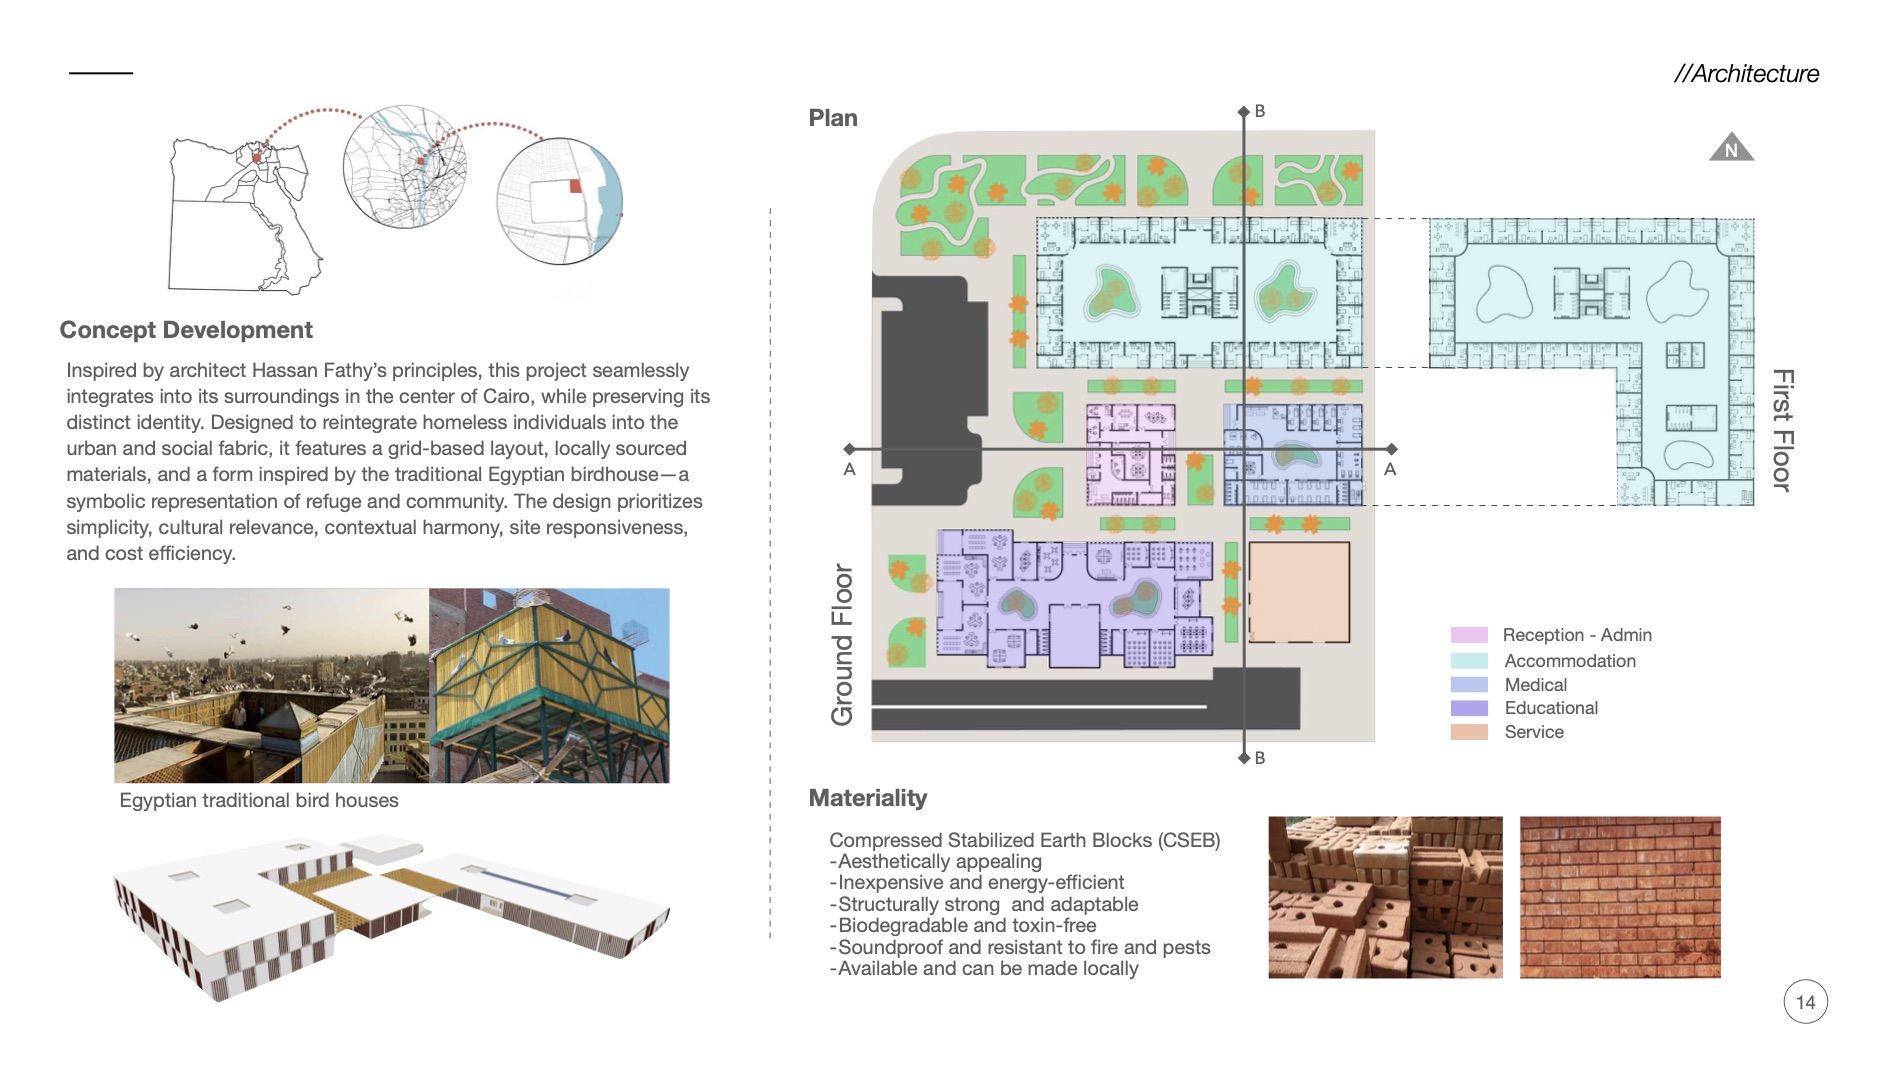 //Architecture
Concept Development
Inspired by architect Hassan Fathy’s principles, this project seamlessly
integrates into its surroundings in the center of Cairo, while preserving its
distinct identity. Designed to reintegrate homeless individuals into the
urban and social fabric, it features a grid-based layout, locally sourced
materials, and a form inspired by the traditional Egyptian birdhouse—a
symbolic representation of refuge and community. The design prioritizes
simplicity, cultural relevance, contextual harmony, site responsiveness,
and cost efficiency.
Egyptian traditional bird houses
Plan
B
N
A
A
First Floor
Ground Floor
B
Reception - Admin
Accommodation
Medical
Educational
Service
Materiality
Compressed Stabilized Earth Blocks (CSEB)
-Aesthetically appealing
-Inexpensive and energy-efficient
-Structurally strong  and adaptable
-Biodegradable and toxin-free
-Soundproof and resistant to fire and pests
-Available and can be made locally
14